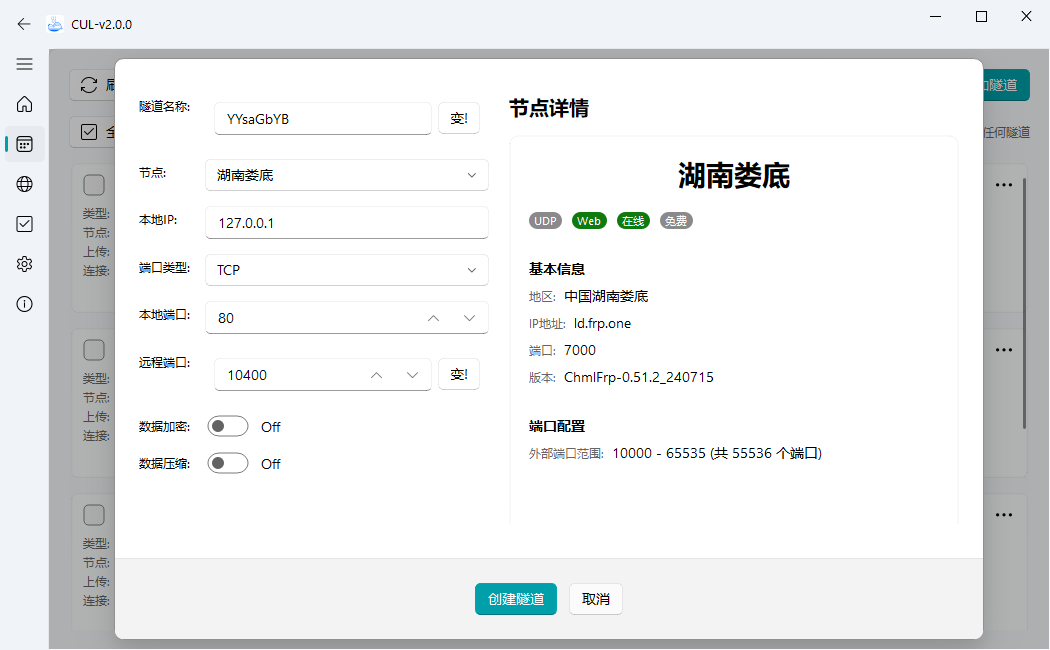 CUL-v2.0.0
隧道名称:
YYsaGbYB
变!
节点:
湖南娄底
本地IP:
127.0.0.1
端口类型:
TCP
本地端口:
80
远程端口:
10400
变!
数据加密:
Off
数据压缩:
Off
节点详情
湖南娄底
UDP Web 在线 免费
基本信息
地区: 中国湖南娄底
IP地址: ld.frp.one
端口: 7000
版本: ChmlFrp-0.51.2_240715
端口配置
外部端口范围: 10000 - 65535 (共 55536 个端口)
创建隧道 取消
隧道
任何隧道
类型:
节点:
上传:
连接:
类型:
节点:
上传:
连接:
类型:
节点:
上传:
连接: